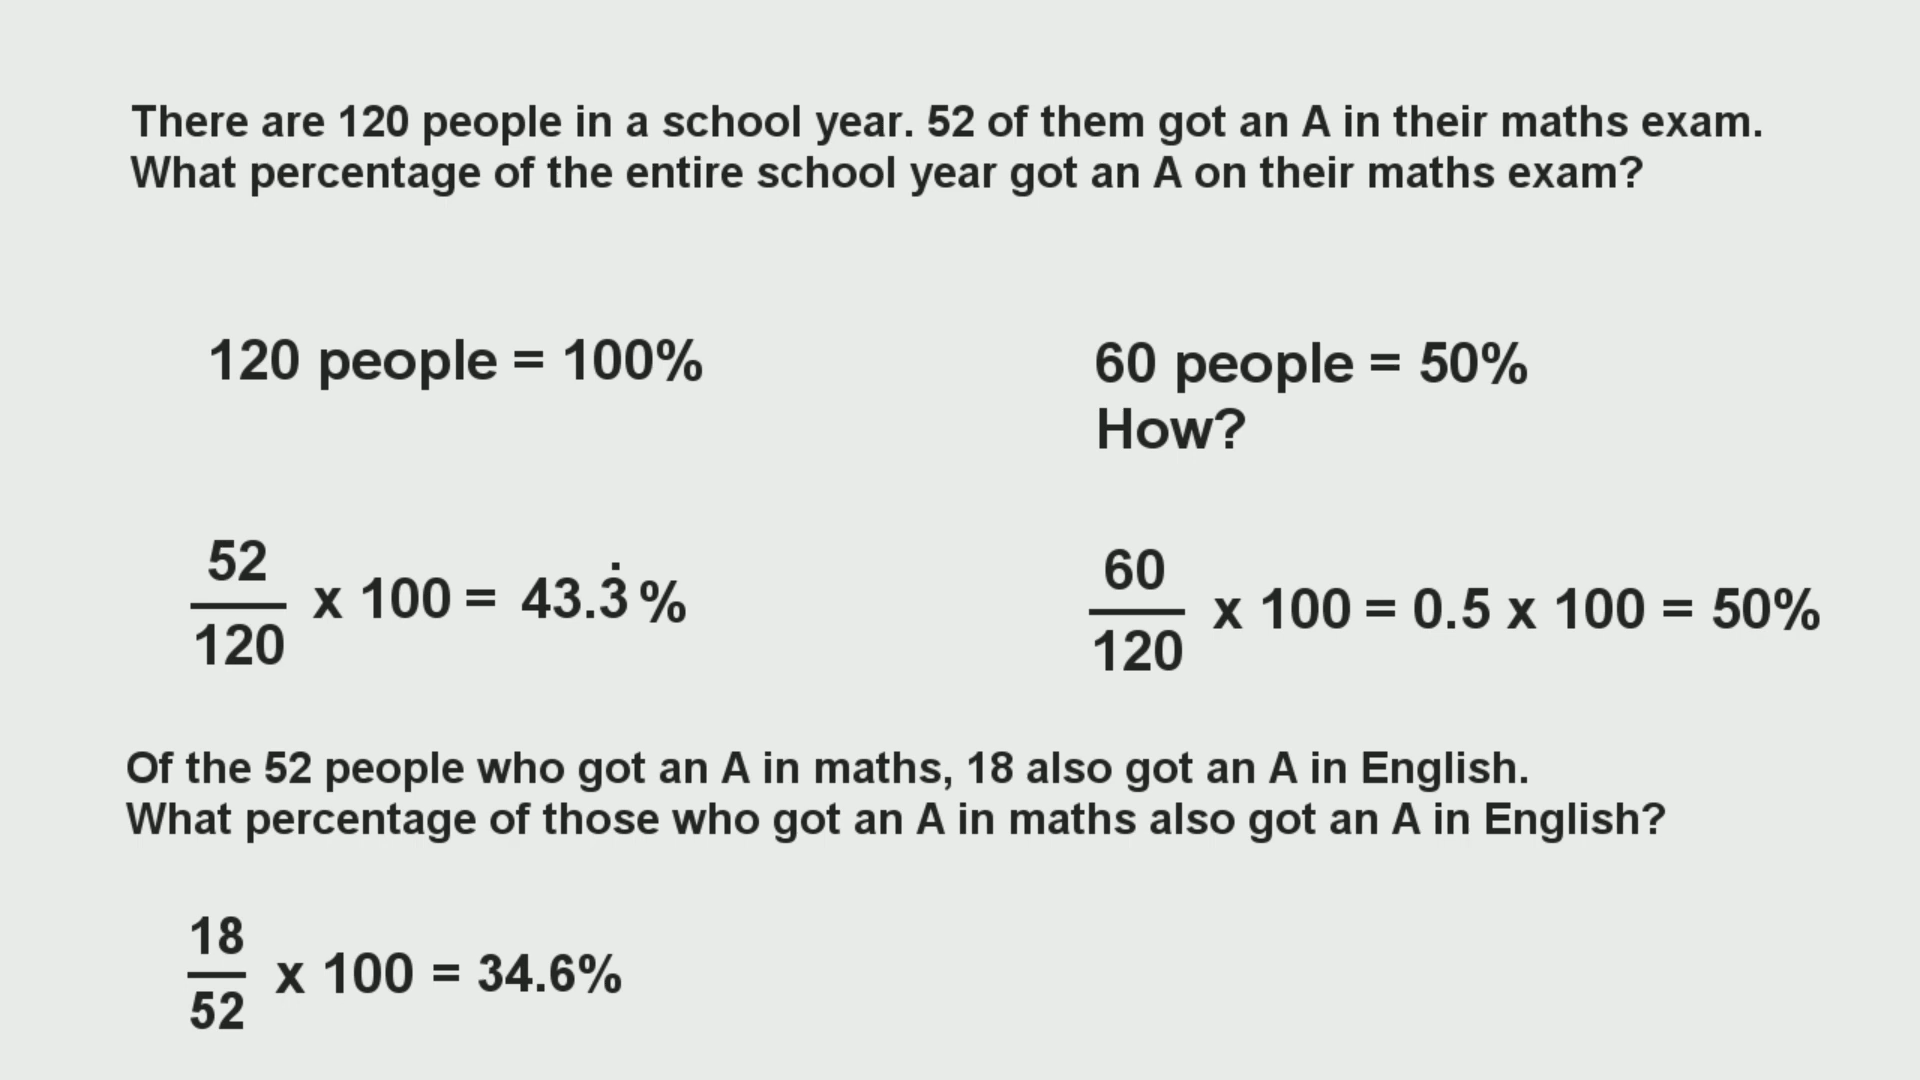 There are 120 people in a school year. 52 of them got an A in their maths exam.
What percentage of the entire school year got an A on their maths exam?
120 people = 100%
60 people = 50%
How?
52
120
x 100 = 43.3̇ %
60
120
x 100 = 0.5 x 100 = 50%
Of the 52 people who got an A in maths, 18 also got an A in English.
What percentage of those who got an A in maths also got an A in English?
18
52
x 100 = 34.6%